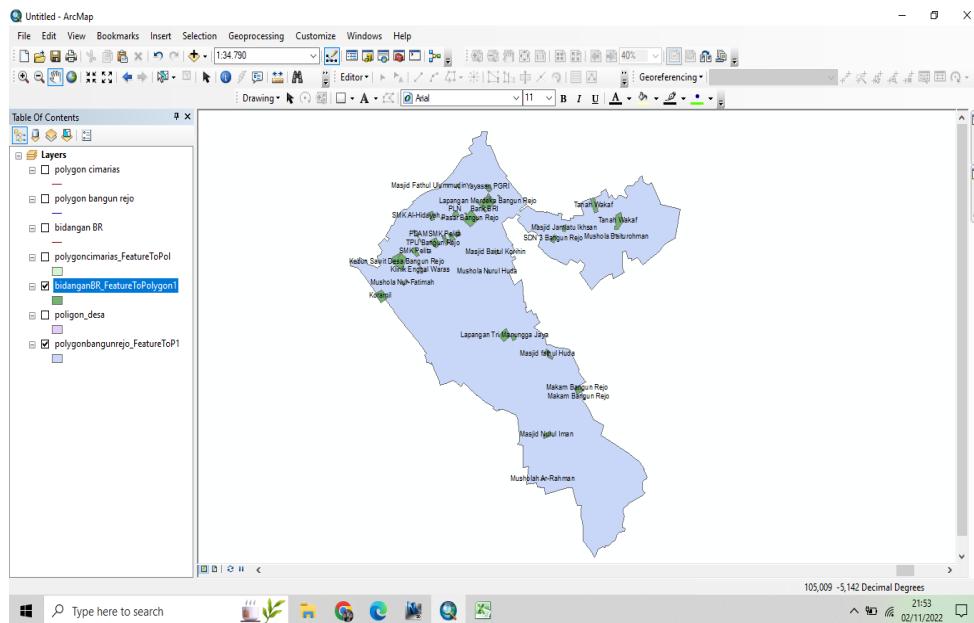 Untitled - ArcMap
File Edit View Bookmarks Insert Selection Geoprocessing Customize Windows Help
1:34.790
40%
Editor
Georeferencing
Drawing
A
Arial
11
B I U A
Table Of Contents
Layers
polygon cimarias
polygon bangun rejo
bidangan BR
polygoncimarias_FeatureToPol
bidanganBR_FeatureToPolygon1
poligon_desa
polygonbangunrejo_FeatureToP1
Masjid Fathul Ulummudin
Yayasan PGRI
Lapangan Merdeka Bangun Rejo
PLN
Bank BRI
SMK Al-Hidayah
Pasar Bangun Rejo
PDAM
SMK Pelita
TPU Bangun Rejo
SMK Pelita
Kebun Sawit Desa Bangun Rejo
Klinik Enggal Waras
Mushola Nur-Fatimah
Koramil
Masjid Baitul Korihin
Mushola Nurul Huda
Tanah Wakaf
Tanah Wakaf
Masjid Jamiatu Ikhsan
SDN 3 Bangun Rejo
Mushola Baiturohman
Lapangan Tri Manungga Jaya
Masjid fathul Huda
Makam Bangun Rejo
Makam Bangun Rejo
Masjid Nurul Iman
Musholah Ar-Rahman
105,009 -5,142 Decimal Degrees
Type here to search
21:53
02/11/2022